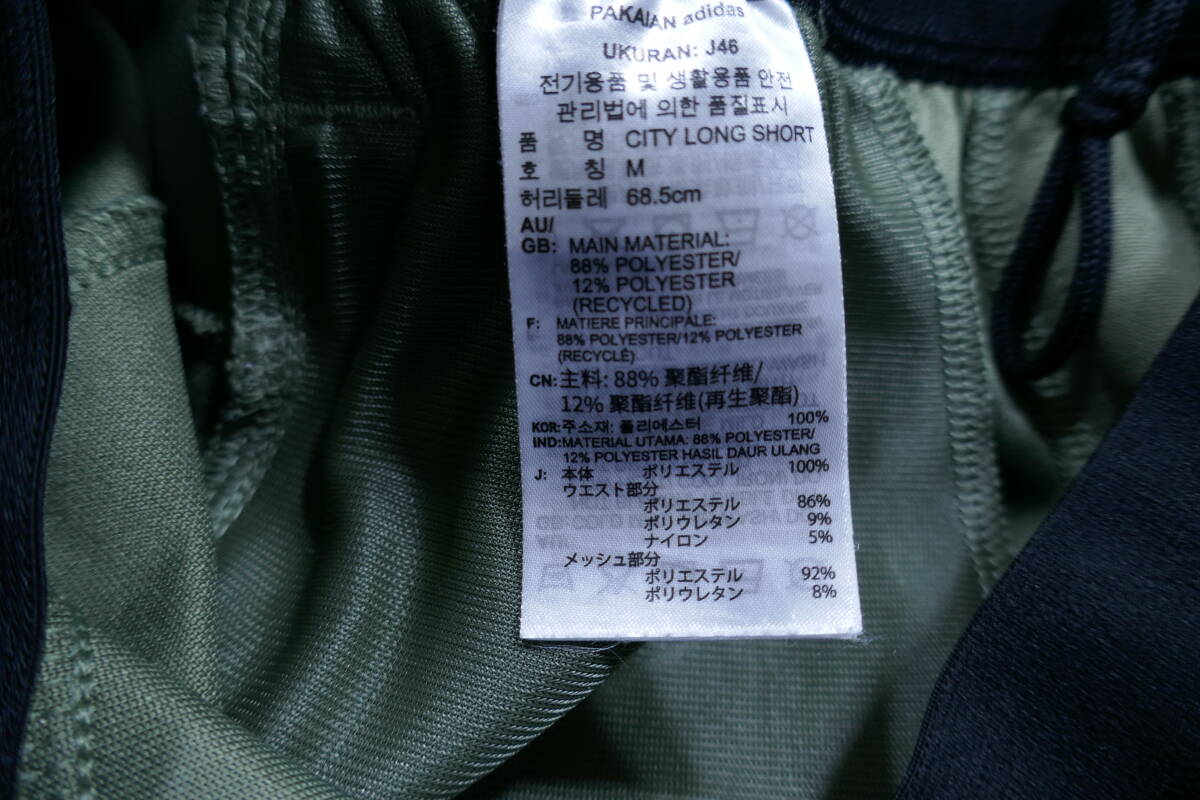 PAKAIAN adidas
UKURAN: J46
전기용품 및 생활용품 안전
관리법에 의한 품질표시
품 명 CITY LONG SHORT
호 칭 M
허리둘레 68.5cm
AU/
GB: MAIN MATERIAL:
88% POLYESTER/
12% POLYESTER
(RECYCLED)
F: MATIERE PRINCIPALE:
88% POLYESTER/12% POLYESTER
(RECYCLÉ)
CN: 主料: 88% 聚酯纤维/
12% 聚酯纤维(再生聚酯)
KOR: 주소재: 폴리에스터 100%
IND: MATERIAL UTAMA: 88% POLYESTER/
12% POLYESTER HASIL DAUR ULANG
J: 本体 ポリエステル 100%
ウエスト部分
ポリエステル 86%
ポリウレタン 9%
ナイロン 5%
メッシュ部分
ポリエステル 92%
ポリウレタン 8%